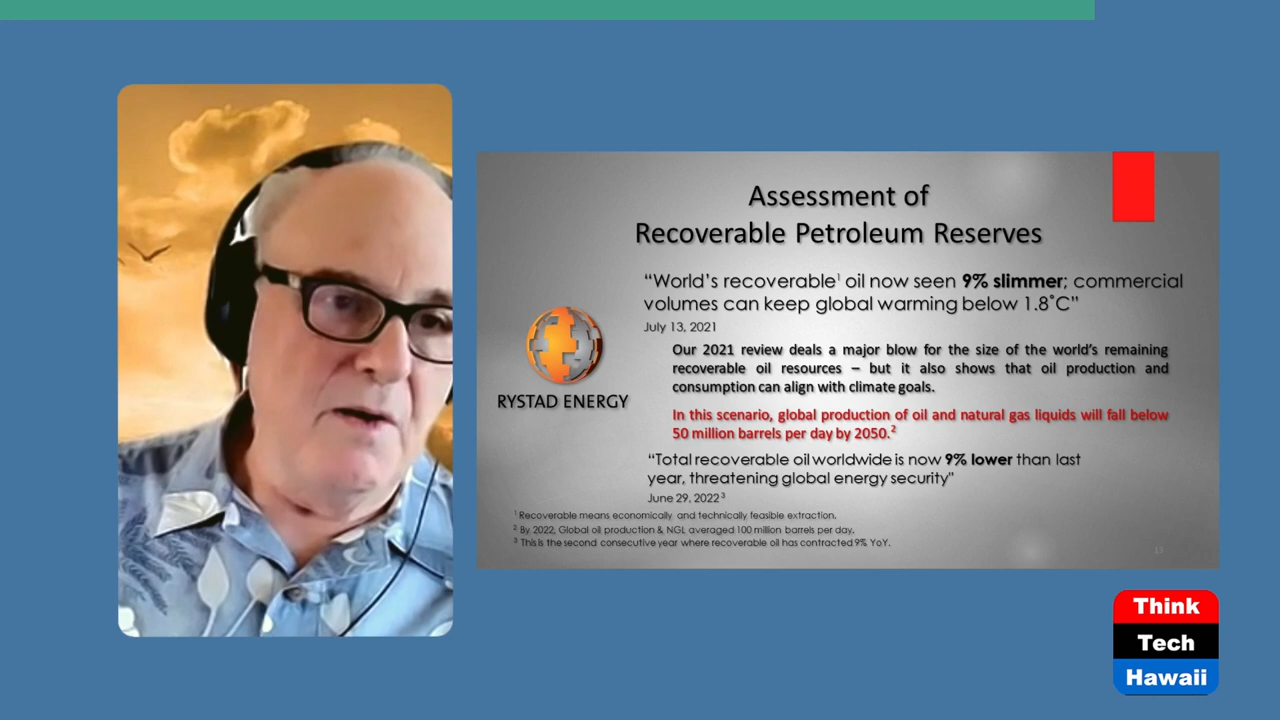 Assessment of
Recoverable Petroleum Reserves
“World’s recoverable¹ oil now seen 9% slimmer; commercial
volumes can keep global warming below 1.8˚C”
July 13, 2021
Our 2021 review deals a major blow for the size of the world’s remaining
recoverable oil resources – but it also shows that oil production and
consumption can align with climate goals.
In this scenario, global production of oil and natural gas liquids will fall below
50 million barrels per day by 2050.²
RYSTAD ENERGY
“Total recoverable oil worldwide is now 9% lower than last
year, threatening global energy security”
June 29, 2022 ³
¹ Recoverable means economically and technically feasible extraction.
² By 2022, Global oil production & NGL averaged 100 million barrels per day.
³ This is the second consecutive year where recoverable oil has contracted 9% YoY.
13
Think
Tech
Hawaii